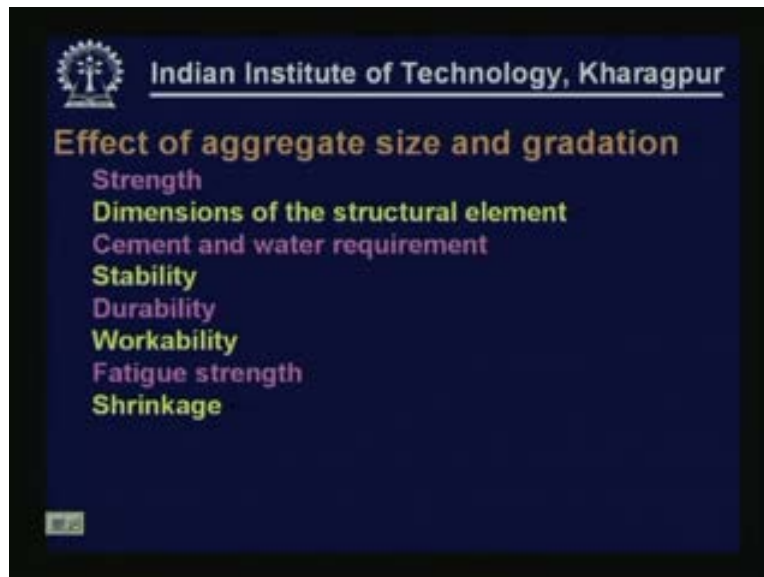 Indian Institute of Technology, Kharagpur
Effect of aggregate size and gradation
Strength
Dimensions of the structural element
Cement and water requirement
Stability
Durability
Workability
Fatigue strength
Shrinkage